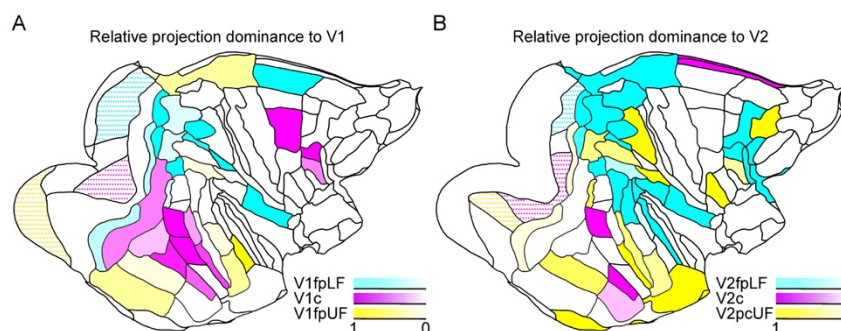 A
Relative projection dominance to V1
V1fpLF
V1c
V1fpUF
1 0
B
Relative projection dominance to V2
V2fpLF
V2c
V2pcUF
1